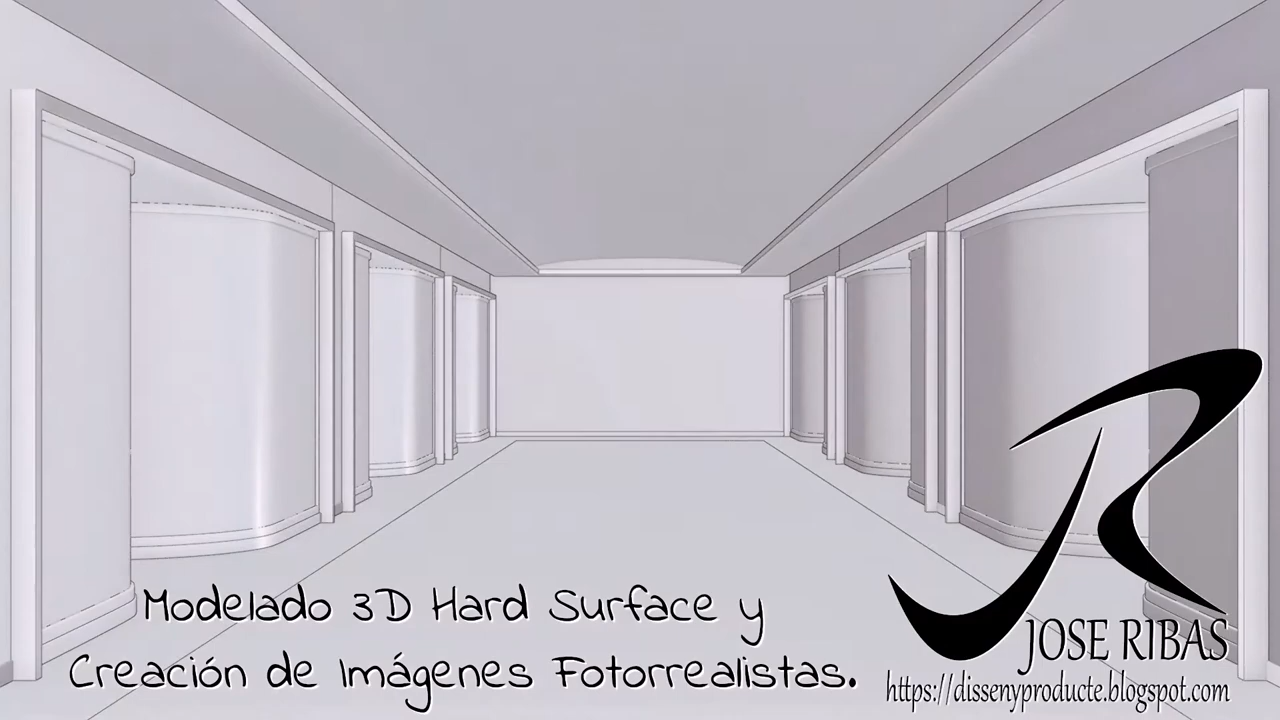 Modelado 3D Hard Surface y
Creación de Imágenes Fotorrealistas.
JOSE RIBAS
https://dissenyproducte.blogspot.com